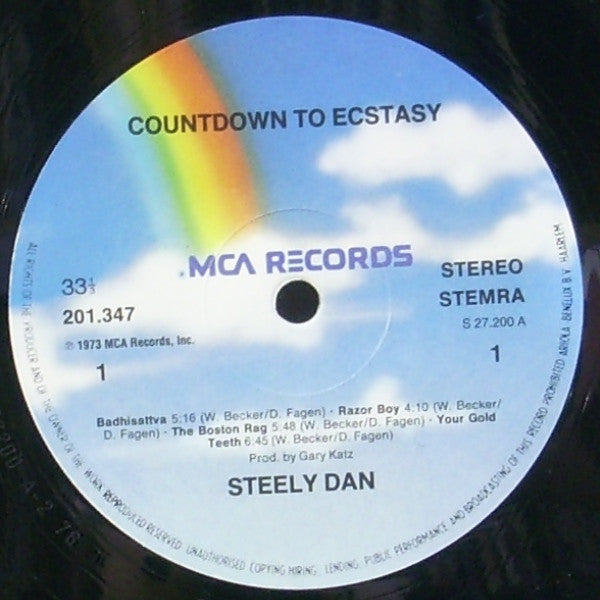 COUNTDOWN TO ECSTASY
MCA RECORDS
33⅓
201.347
℗ 1973 MCA Records, Inc.
1
STEREO
STEMRA
S 27.200 A
1
Badhisattva 5:16 (W. Becker/D. Fagen) · Razor Boy 4:10 (W. Becker/
D. Fagen) · The Boston Rag 5:48 (W. Becker/D. Fagen) · Your Gold
Teeth 6:45 (W. Becker/D. Fagen)
Prod. by Gary Katz
STEELY DAN
ALL RIGHTS OF THE PRODUCER AND OF THE OWNER OF THE WORK REPRODUCED RESERVED UNAUTHORISED COPYING HIRING, LENDING, PUBLIC PERFORMANCE AND BROADCASTING OF THIS RECORD PROHIBITED ARIOLA BENELUX B.V. HAARLEM